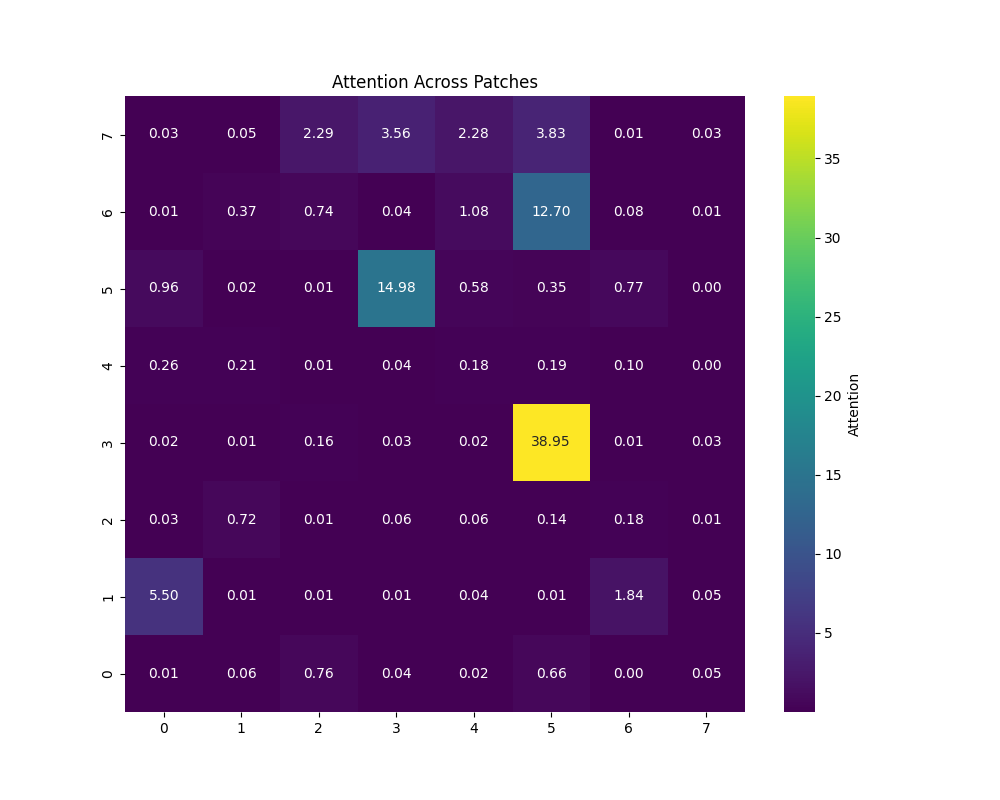 Attention Across Patches
7 0.03 0.05 2.29 3.56 2.28 3.83 0.01 0.03
6 0.01 0.37 0.74 0.04 1.08 12.70 0.08 0.01
5 0.96 0.02 0.01 14.98 0.58 0.35 0.77 0.00
4 0.26 0.21 0.01 0.04 0.18 0.19 0.10 0.00
3 0.02 0.01 0.16 0.03 0.02 38.95 0.01 0.03
2 0.03 0.72 0.01 0.06 0.06 0.14 0.18 0.01
1 5.50 0.01 0.01 0.01 0.04 0.01 1.84 0.05
0 0.01 0.06 0.76 0.04 0.02 0.66 0.00 0.05
0 1 2 3 4 5 6 7
35
30
25
20
15
10
5
Attention